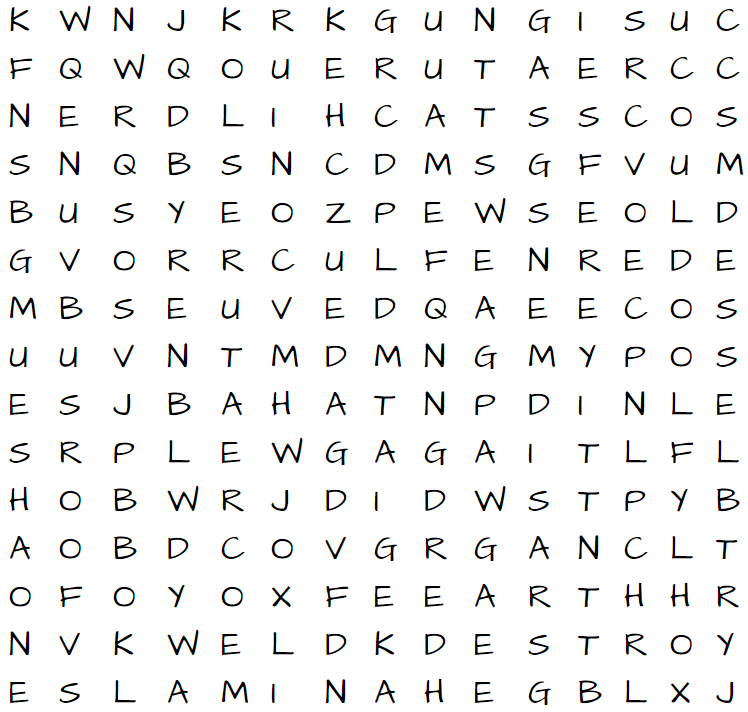 K W N J K R K G U N G I S U C
F Q W Q O U E R U T A E R C C
N E R D L I H C A T S S C O S
S N Q B S N C D M S G F V U M
B U S Y E O Z P E W S E O L D
G V O R R C U L F E N R E D E
M B S E U V E D Q A E E C O S
U U V N T M D M N G M Y P O S
E S J B A H A T N P D I N L E
S R P L E W G A G A I T L F L
H O B W R J D I D W S T P Y B
A O B D C O V G R G A N C L T
O F O Y O X F E E A R T H H R
N V K W E L D K D E S T R O Y
E S L A M I N A H E G B L X J